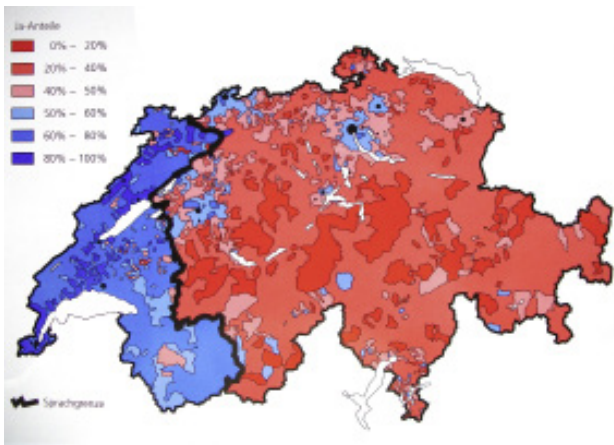 Ja-Anteile
0% – 20%
20% – 40%
40% – 50%
50% – 60%
60% – 80%
80% – 100%
Sprachgrenze